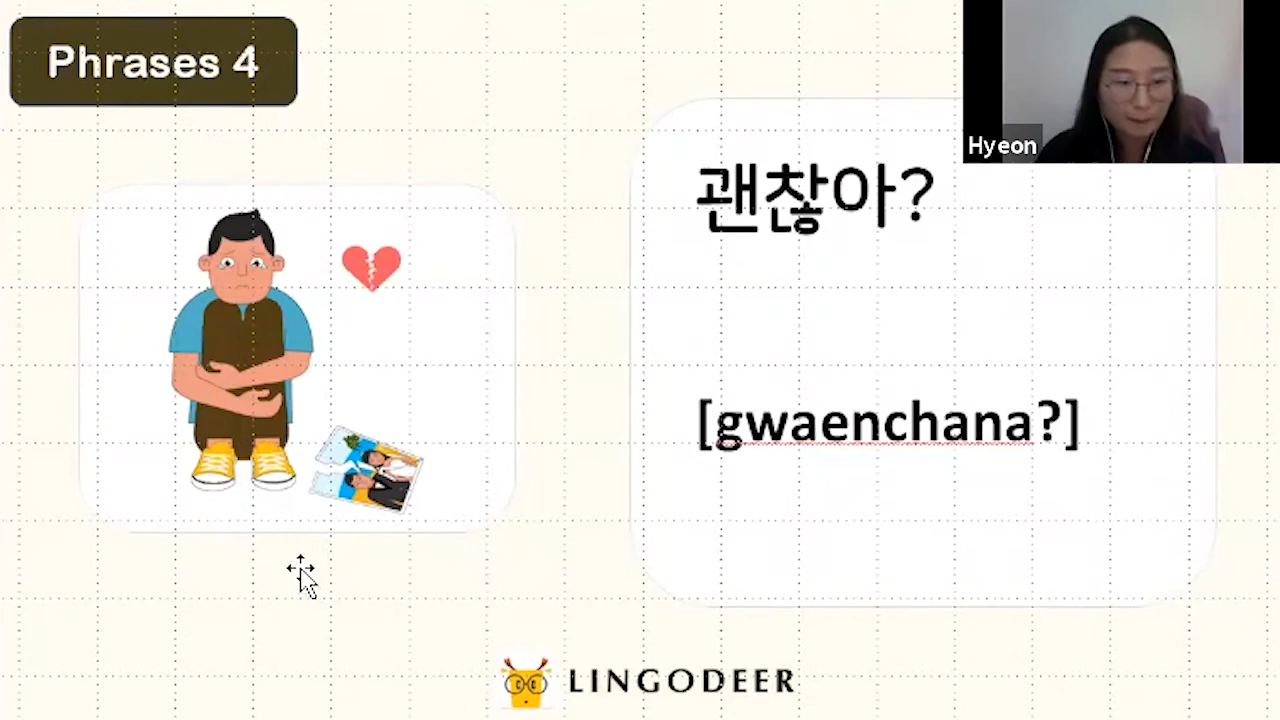 Phrases 4
Hyeon
괜찮아?
[gwaenchana?]
LINGODEER